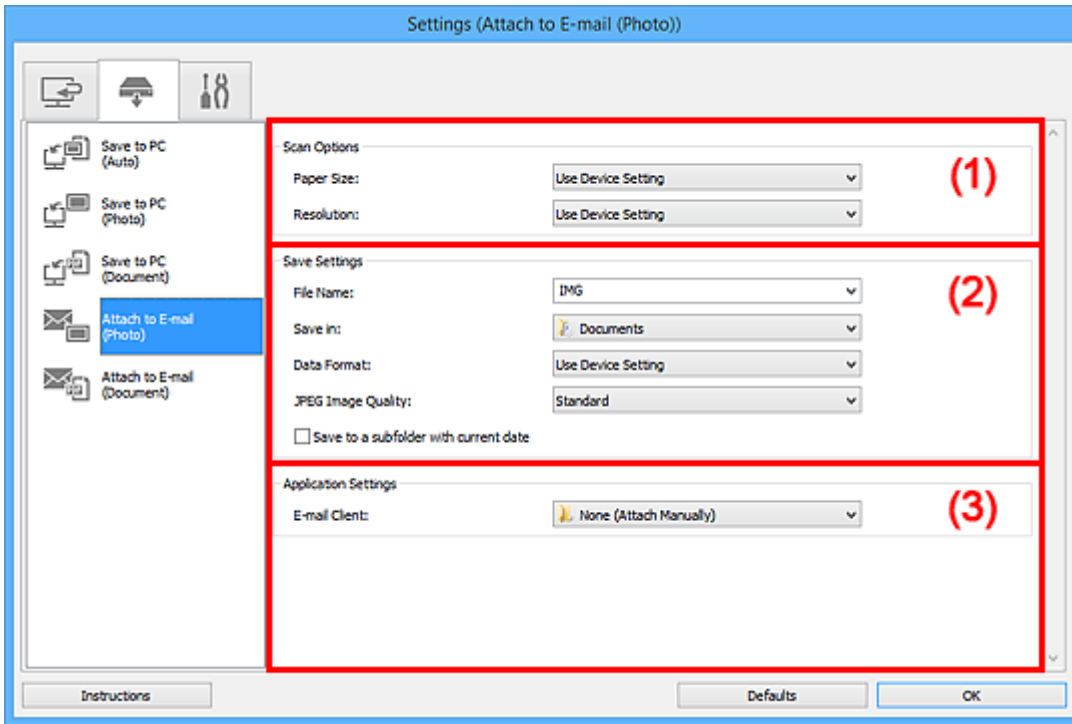 Settings (Attach to E-mail (Photo))
Save to PC
(Auto)
Save to PC
(Photo)
Save to PC
(Document)
Attach to E-mail
(Photo)
Attach to E-mail
(Document)
Scan Options
(1)
Paper Size: Use Device Setting
Resolution: Use Device Setting
Save Settings
(2)
File Name: IMG
Save in: Documents
Data Format: Use Device Setting
JPEG Image Quality: Standard
Save to a subfolder with current date
Application Settings
(3)
E-mail Client: None (Attach Manually)
Instructions Defaults OK